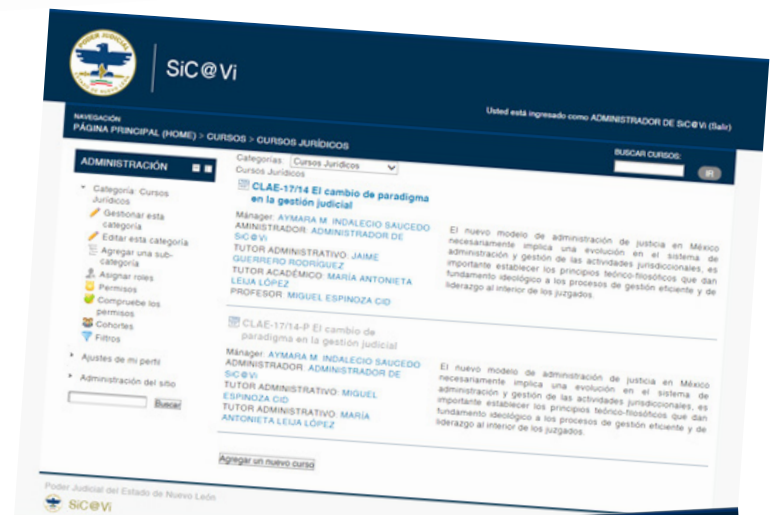 PODER JUDICIAL
ESTADO DE NUEVO LEÓN
SiC@Vi
Usted está ingresado como ADMINISTRADOR DE SiC@Vi (Salir)
NAVEGACIÓN
PÁGINA PRINCIPAL (HOME) > CURSOS > CURSOS JURÍDICOS
BUSCAR CURSOS:
IR
ADMINISTRACIÓN
Categoría: Cursos
Jurídicos
Gestionar esta
categoría
Editar esta categoría
Agregar una sub-
categoría
Asignar roles
Permisos
Compruebe los
permisos
Cohortes
Filtros
Ajustes de mi perfil
Administración del sitio
Buscar
Categorías: Cursos Jurídicos
Cursos Jurídicos
CLAE-17/14 El cambio de paradigma
en la gestión judicial
Mánager: AYMARA M. INDALECIO SAUCEDO
AMINISTRADOR: ADMINISTRADOR DE
SiC@Vi
TUTOR ADMINISTRATIVO: JAIME
GUERRERO RODRÍGUEZ
TUTOR ACADÉMICO: MARÍA ANTONIETA
LEIJA LÓPEZ
PROFESOR: MIGUEL ESPINOZA CID
El nuevo modelo de administración de justicia en México
necesariamente implica una evolución en el sistema de
administración y gestión de las actividades jurisdiccionales, es
importante establecer los principios teórico-filosóficos que dan
fundamento ideológico a los procesos de gestión eficiente y de
liderazgo al interior de los juzgados.
CLAE-17/14-P El cambio de
paradigma en la gestión judicial
Mánager: AYMARA M. INDALECIO SAUCEDO
ADMINISTRADOR: ADMINISTRADOR DE
SiC@Vi
TUTOR ADMINISTRATIVO: MIGUEL
ESPINOZA CID
TUTOR ADMINISTRATIVO: MARÍA
ANTONIETA LEIJA LÓPEZ
El nuevo modelo de administración de justicia en México
necesariamente implica una evolución en el sistema de
administración y gestión de las actividades jurisdiccionales, es
importante establecer los principios teórico-filosóficos que dan
fundamento ideológico a los procesos de gestión eficiente y de
liderazgo al interior de los juzgados.
Agregar un nuevo curso
Poder Judicial del Estado de Nuevo León
SiC@Vi